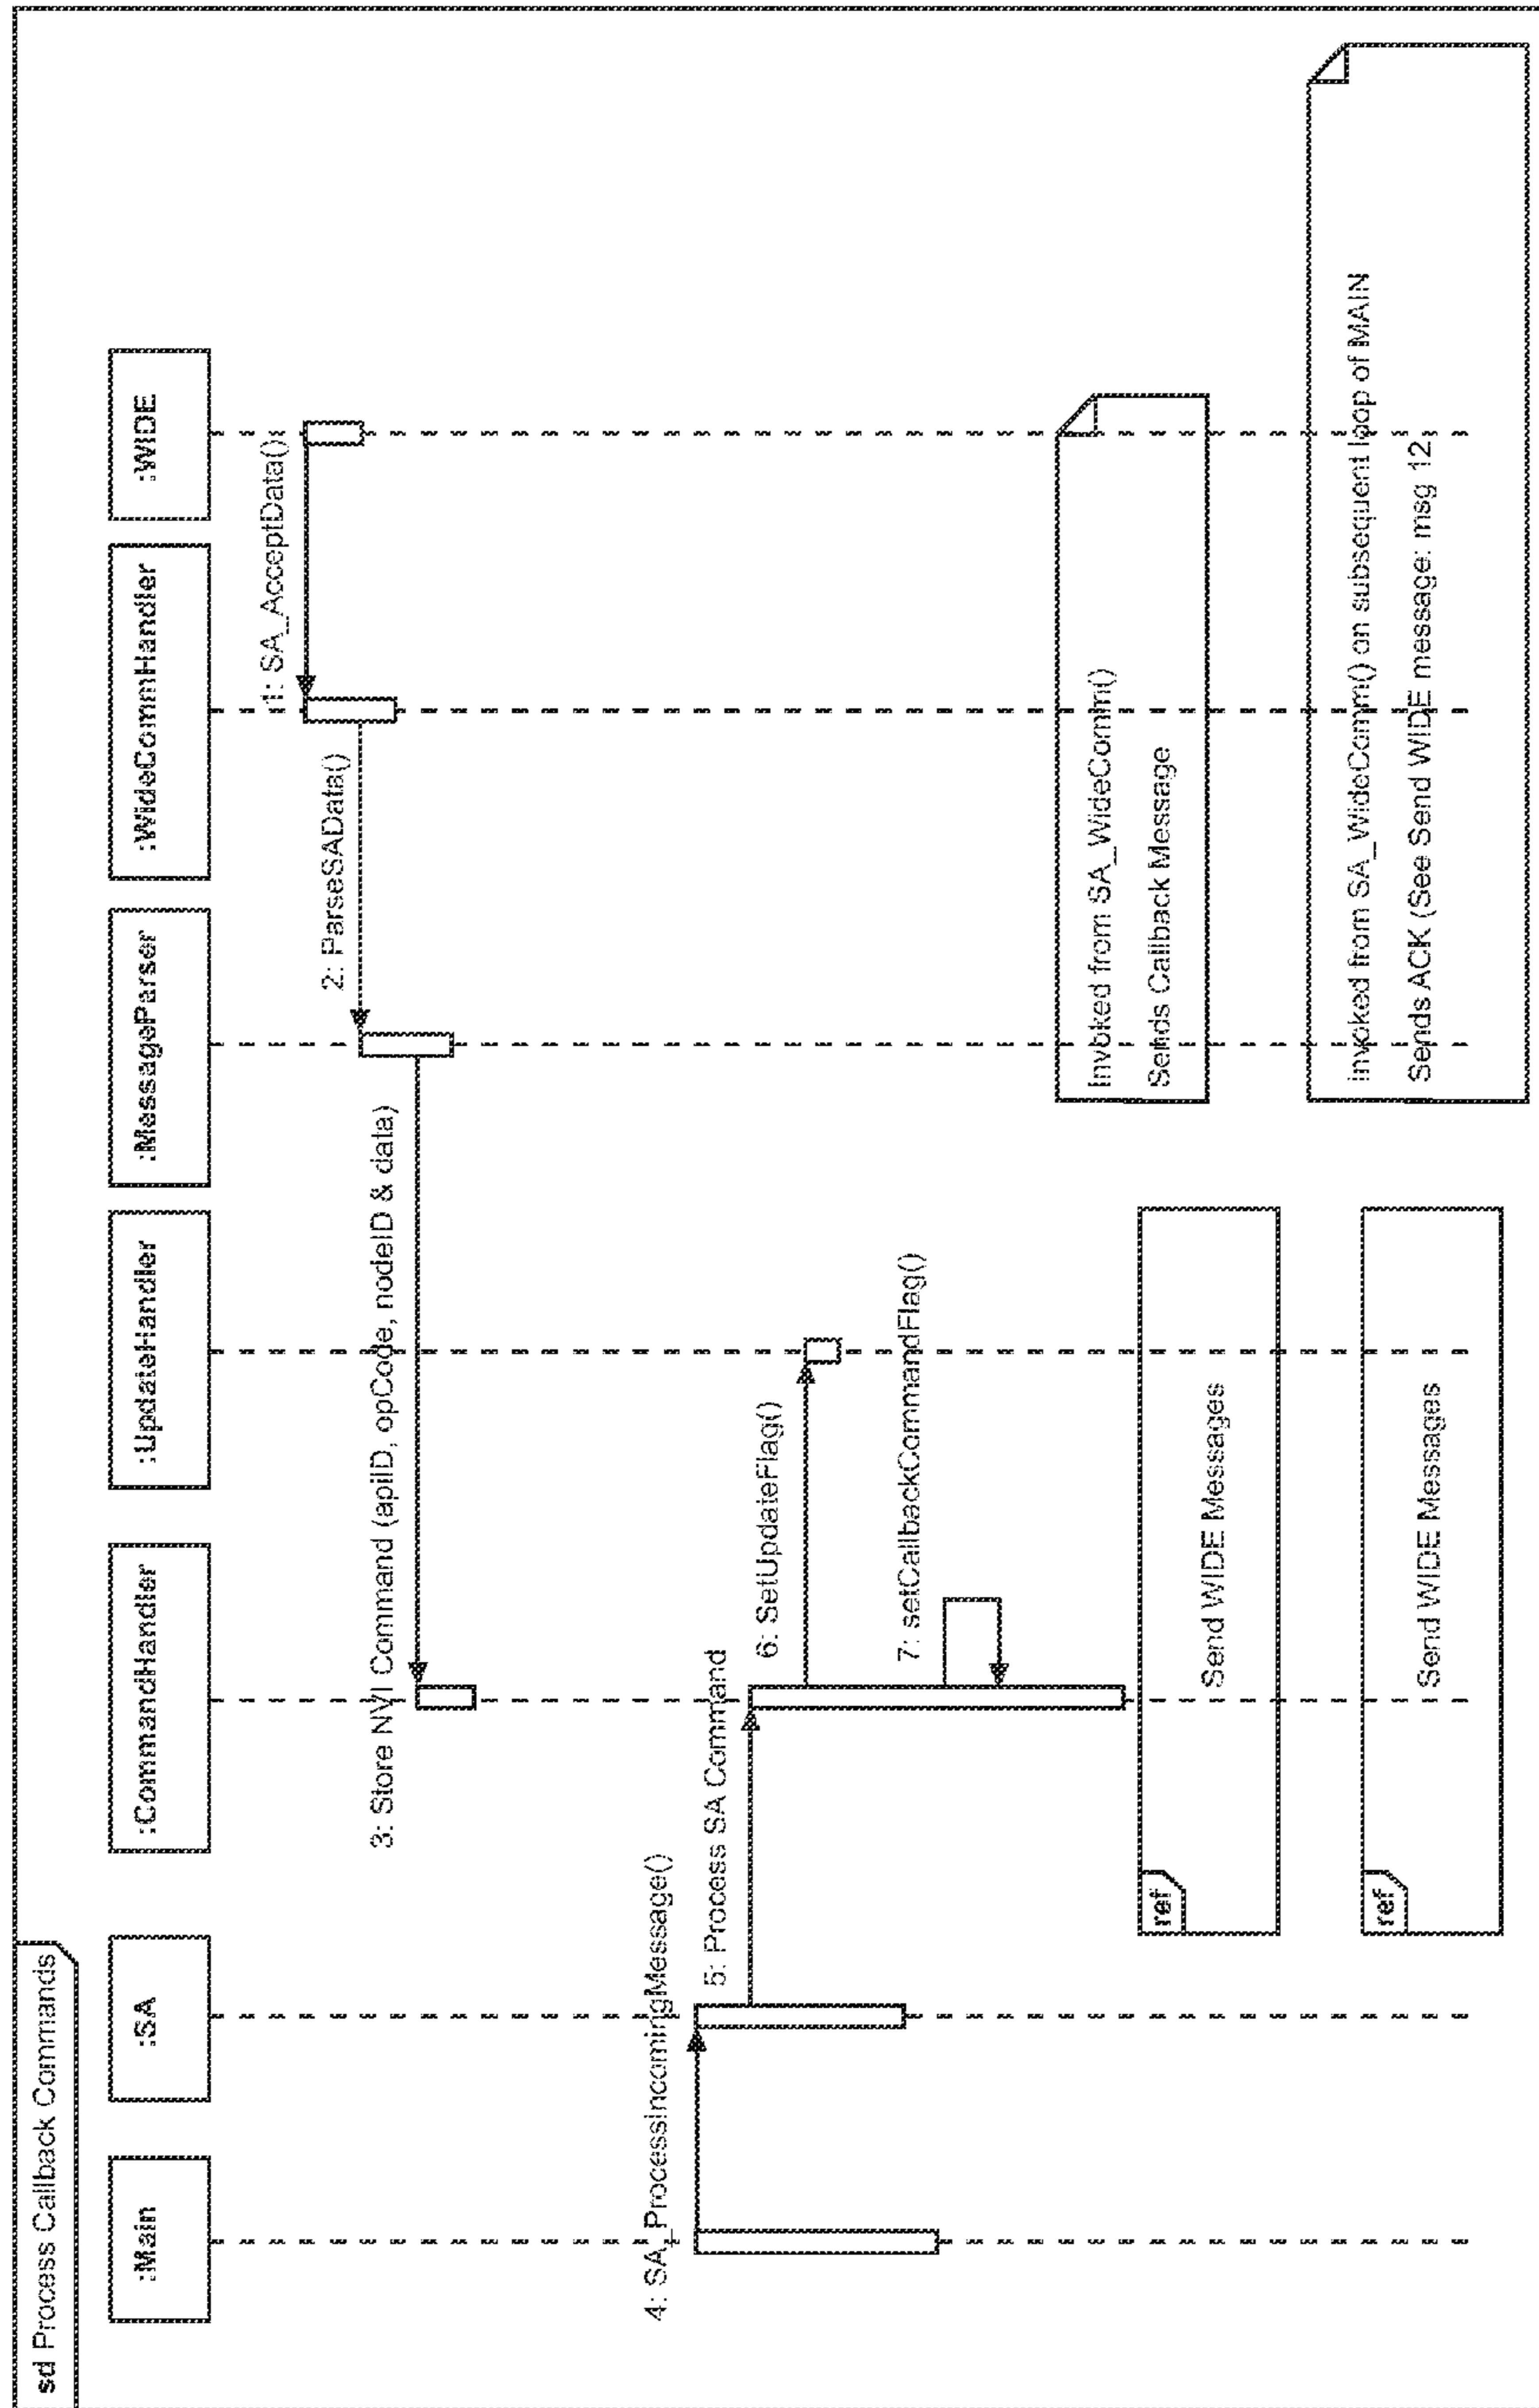 sd Process Callback Commands
:Main
:SA
:CommandHandler
:UpdateHandler
:MessageParser
:WideCommHandler
:WIDE
1: SA_AcceptData()
2: ParseSAData()
3: Store NVI Command (apiID, opCode, nodeID & data)
4: SA_ProcessIncomingMessage()
5: Process SA Command
6: SetUpdateFlag()
7: setCallbackCommandFlag()
Invoked from SA_WideComm()
Sends Callback Message
ref
Send WIDE Messages
Invoked from SA_WideComm() on subsequent loop of MAIN
Sends ACK (See Send WIDE message: msg 12
ref
Send WIDE Messages